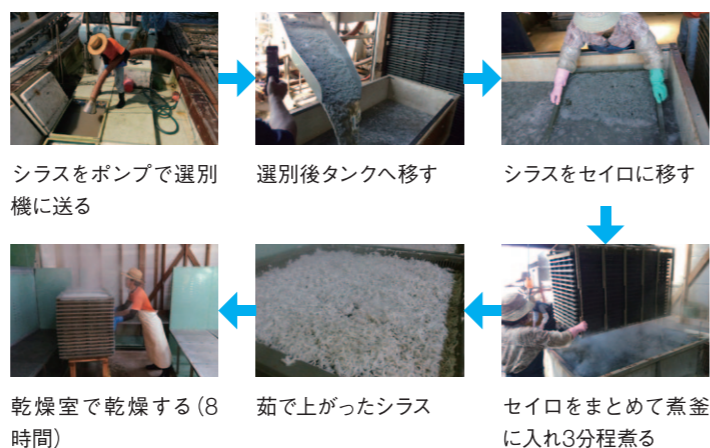 シラスをポンプで選別
機に送る
選別後タンクへ移す
シラスをセイロに移す
セイロをまとめて煮釜
に入れ3分程煮る
茹で上がったシラス
乾燥室で乾燥する(8
時間)